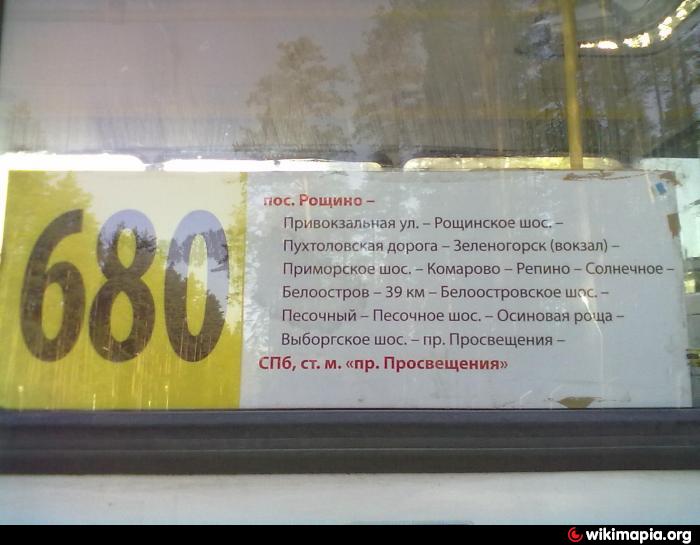 680
пос. Рощино –
Привокзальная ул. – Рощинское шос. –
Пухтоловская дорога – Зеленогорск (вокзал) –
Приморское шос. – Комарово – Репино – Солнечное –
Белоостров – 39 км – Белоостровское шос. –
Песочный – Песочное шос. – Осиновая роща –
Выборгское шос. – пр. Просвещения –
СПб, ст. м. «пр. Просвещения»
wikimapia.org